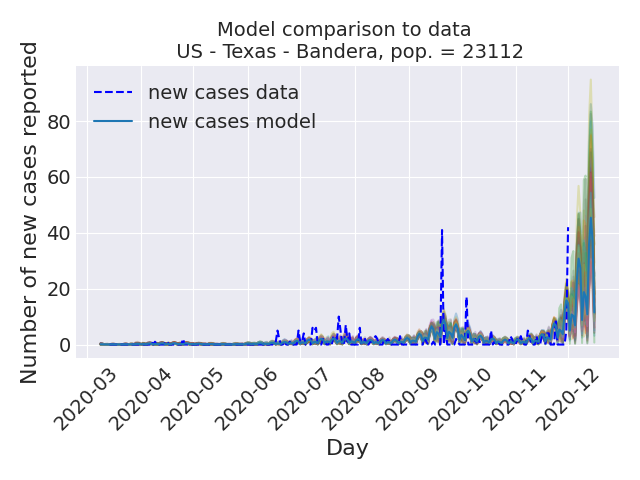 Model comparison to data
US - Texas - Bandera, pop. = 23112
Number of new cases reported
new cases data
new cases model
80
60
40
20
0
2020-03
2020-04
2020-05
2020-06
2020-07
2020-08
2020-09
2020-10
2020-11
2020-12
Day